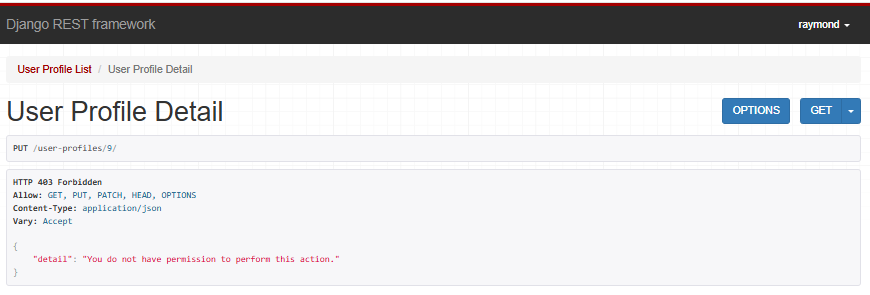 Django REST framework
raymond
User Profile List / User Profile Detail
User Profile Detail
OPTIONS
GET
PUT /user-profiles/9/
HTTP 403 Forbidden
Allow: GET, PUT, PATCH, HEAD, OPTIONS
Content-Type: application/json
Vary: Accept
{
    "detail": "You do not have permission to perform this action."
}